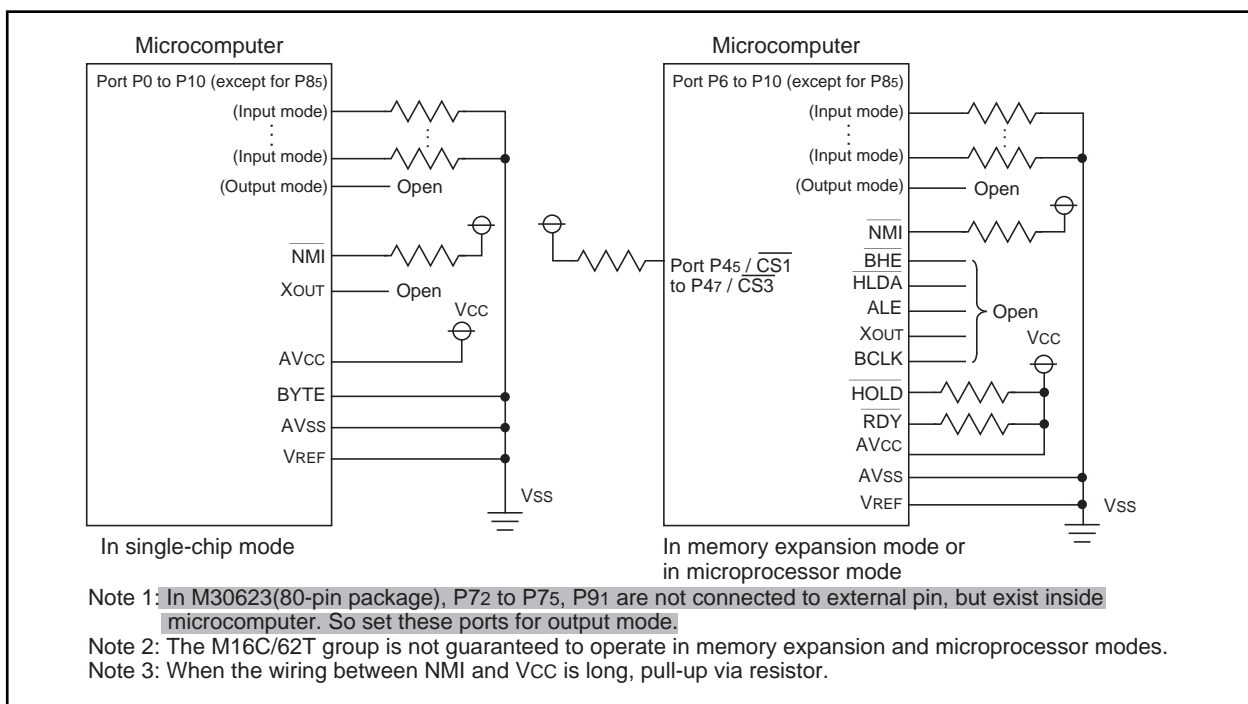 Microcomputer
Port P0 to P10 (except for P85)
(Input mode)
(Input mode)
(Output mode)
Open
NMI
XOUT
Open
VCC
AVCC
BYTE
AVSS
VREF
VSS
In single-chip mode
Microcomputer
Port P6 to P10 (except for P85)
(Input mode)
(Input mode)
(Output mode)
Open
NMI
Port P45 / CS1
to P47 / CS3
BHE
HLDA
ALE
XOUT
BCLK
Open
VCC
HOLD
RDY
AVCC
AVSS
VREF
VSS
In memory expansion mode or
in microprocessor mode
Note 1: In M30623(80-pin package), P72 to P75, P91 are not connected to external pin, but exist inside
microcomputer. So set these ports for output mode.
Note 2: The M16C/62T group is not guaranteed to operate in memory expansion and microprocessor modes.
Note 3: When the wiring between NMI and VCC is long, pull-up via resistor.